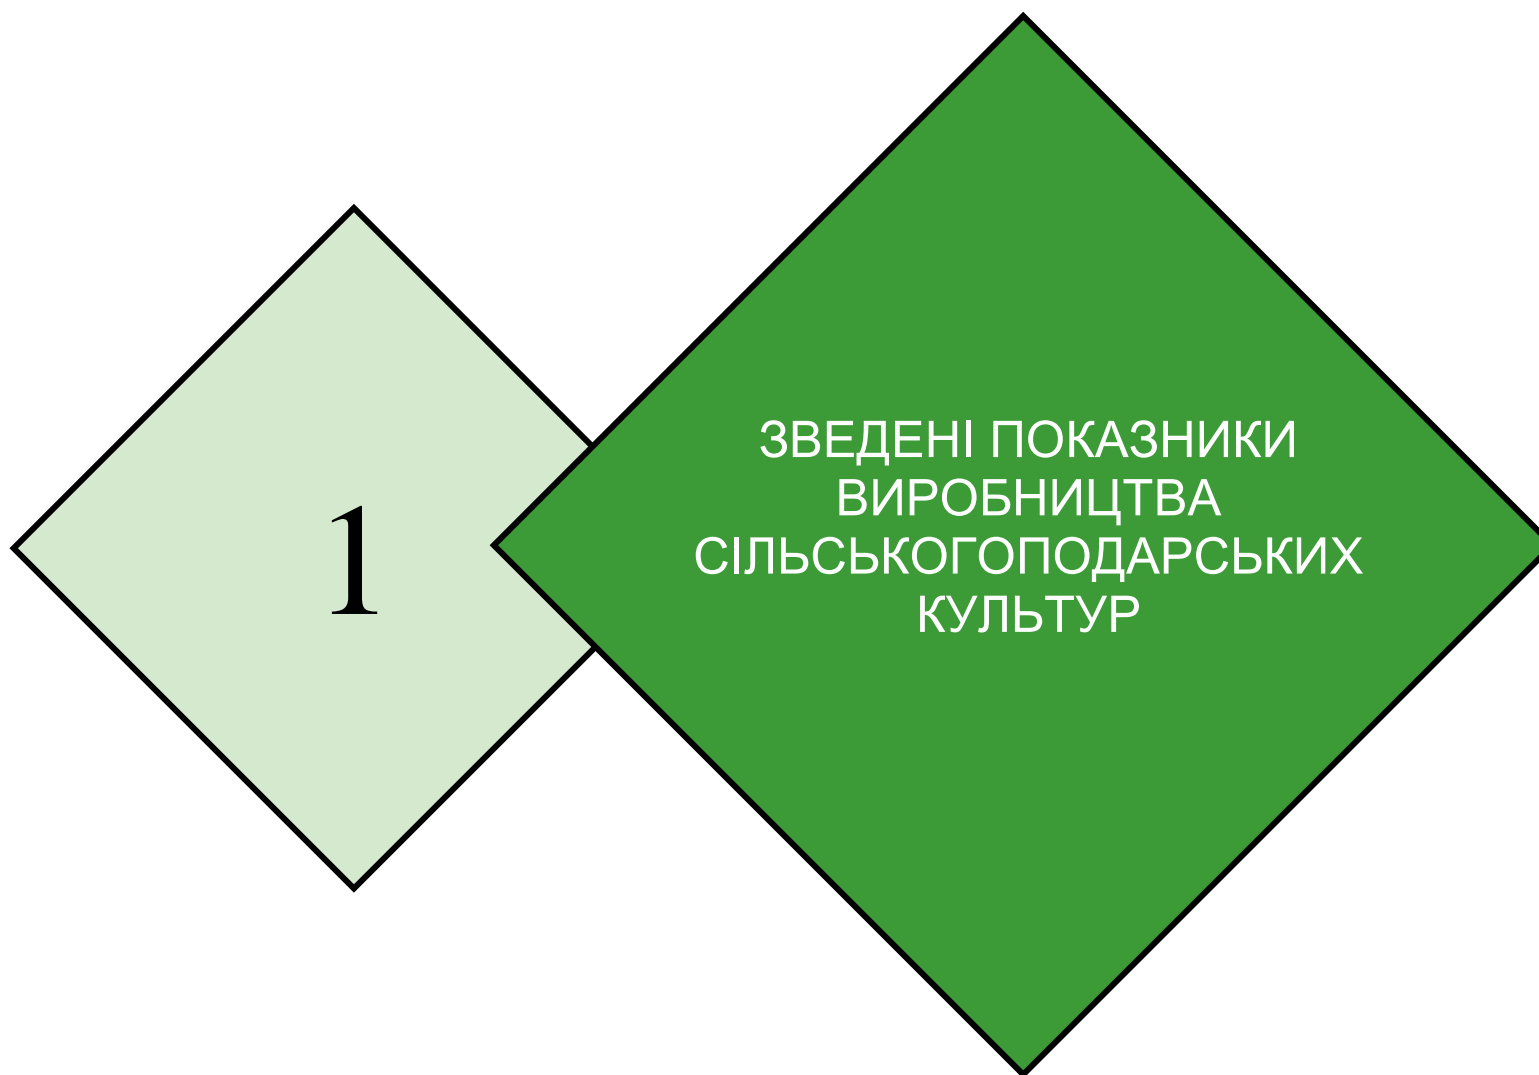 1
ЗВЕДЕНІ ПОКАЗНИКИ
ВИРОБНИЦТВА
СІЛЬСЬКОГОПОДАРСЬКИХ
КУЛЬТУР